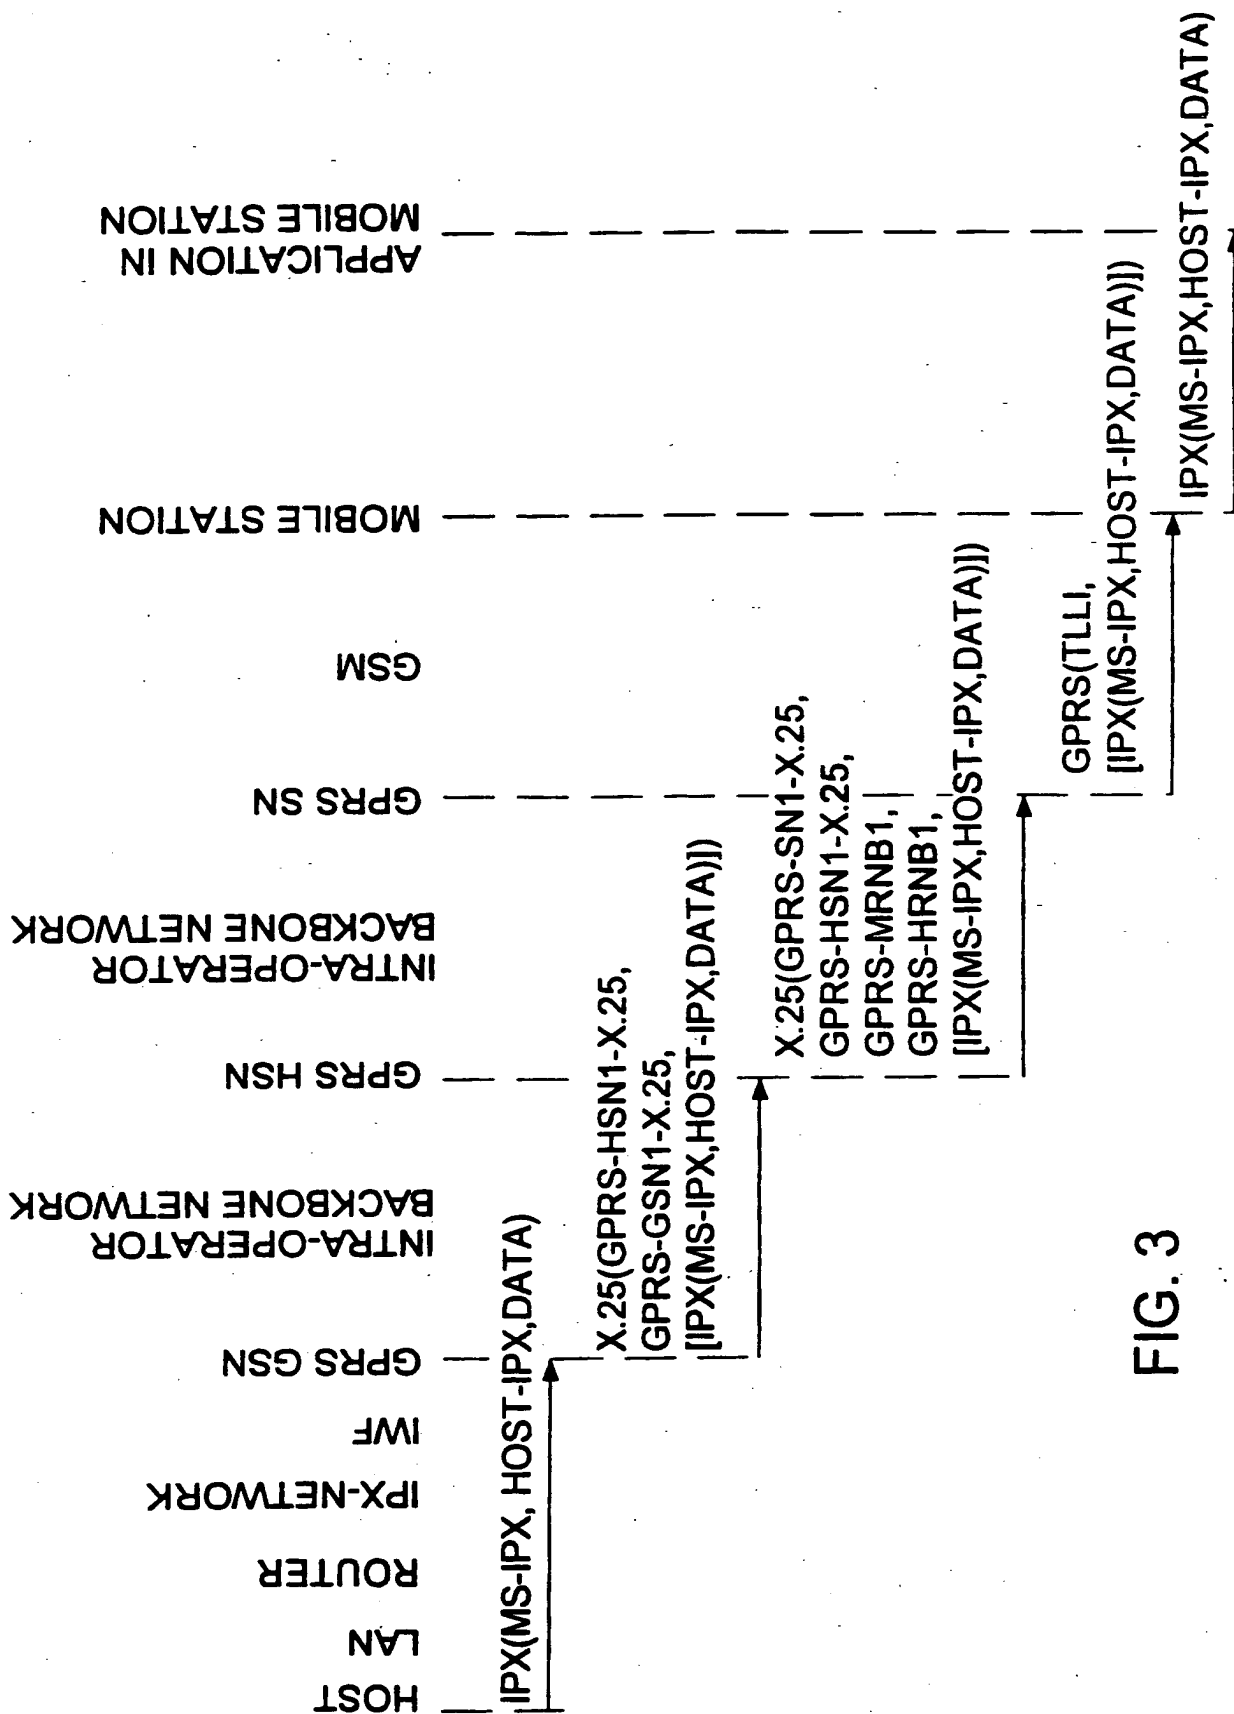 HOST
LAN
ROUTER
IPX-NETWORK
IWF
GPRS GSN
INTRA-OPERATOR
BACKBONE NETWORK
GPRS HSN
INTRA-OPERATOR
BACKBONE NETWORK
GPRS SN
GSM
MOBILE STATION
APPLICATION IN
MOBILE STATION
IPX(MS-IPX, HOST-IPX,DATA)
X.25(GPRS-HSN1-X.25,
GPRS-GSN1-X.25,
[IPX(MS-IPX,HOST-IPX,DATA)])
X.25(GPRS-SN1-X.25,
GPRS-HSN1-X.25,
GPRS-MRNB1,
GPRS-HRNB1,
[IPX(MS-IPX,HOST-IPX,DATA)])
GPRS(TLLI,
[IPX(MS-IPX,HOST-IPX,DATA)])
IPX(MS-IPX,HOST-IPX,DATA)
FIG. 3